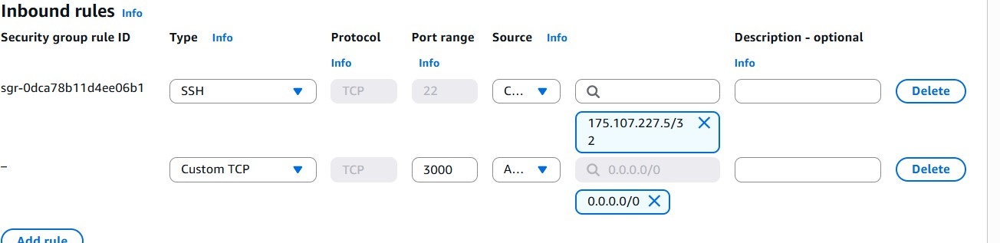 Inbound rules Info
Security group rule ID Type Info Protocol Port range Source Info Description - optional
Info Info Info
sgr-0dca78b11d4ee06b1 SSH TCP 22 C... Delete
175.107.227.5/3
2
– Custom TCP TCP 3000 A... 0.0.0.0/0 Delete
0.0.0.0/0
Add rule